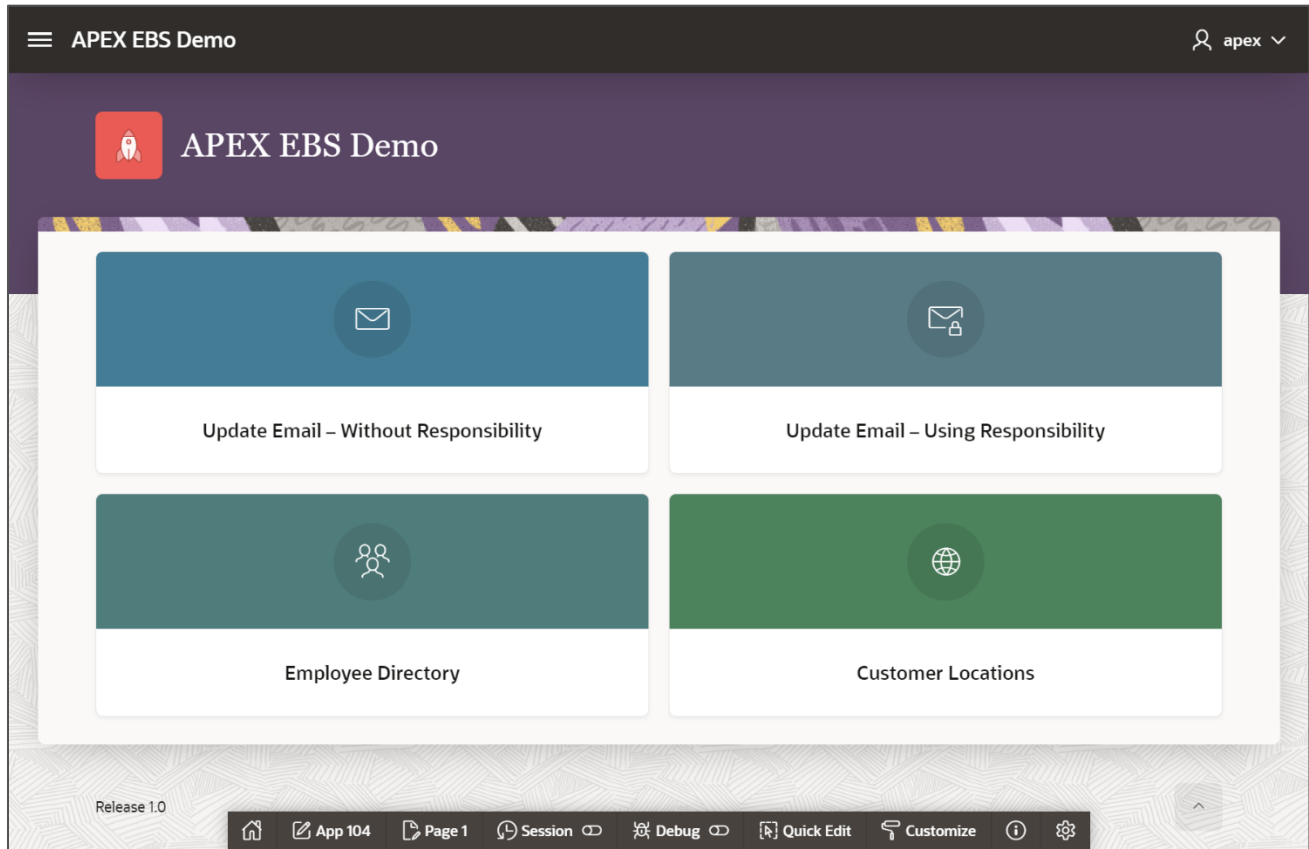 APEX EBS Demo
apex
APEX EBS Demo
Update Email – Without Responsibility
Update Email – Using Responsibility
Employee Directory
Customer Locations
Release 1.0
App 104
Page 1
Session
Debug
Quick Edit
Customize